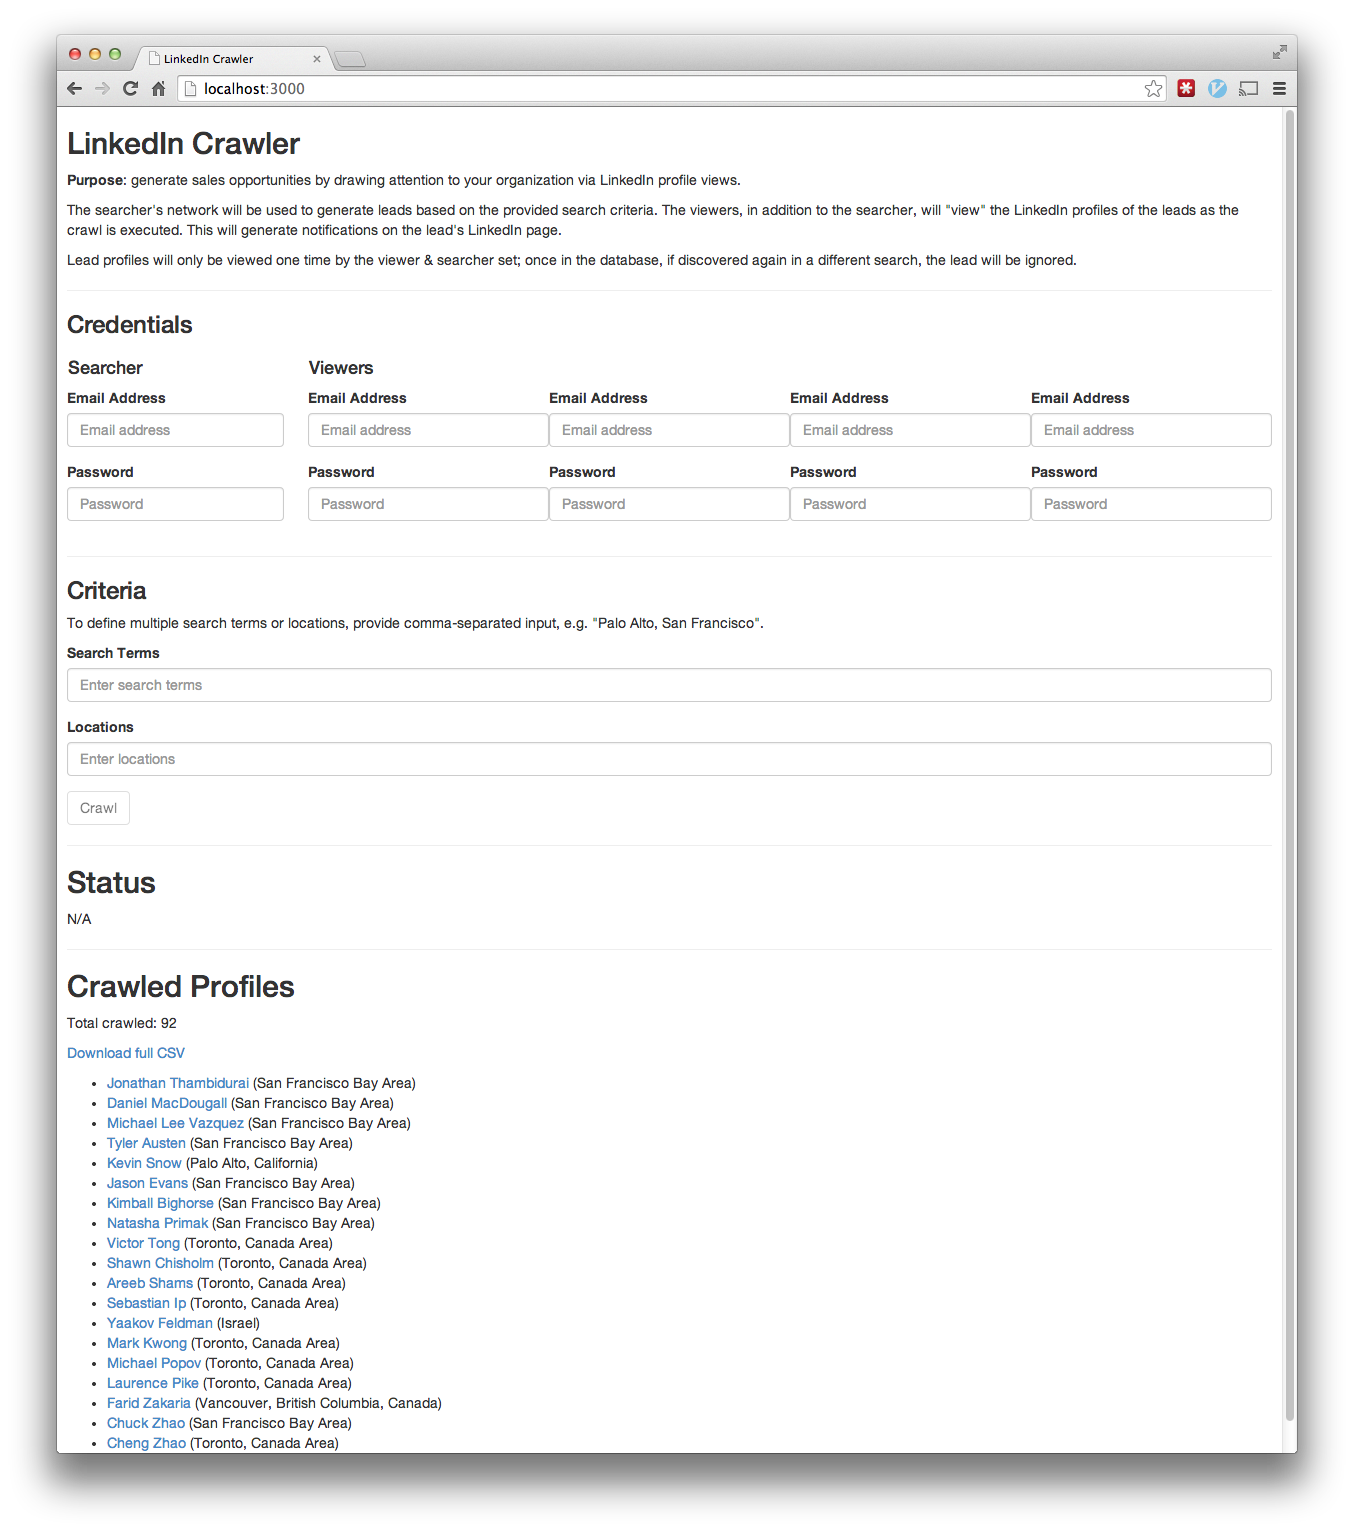 LinkedIn Crawler
localhost:3000
LinkedIn Crawler
Purpose: generate sales opportunities by drawing attention to your organization via LinkedIn profile views.
The searcher's network will be used to generate leads based on the provided search criteria. The viewers, in addition to the searcher, will "view" the LinkedIn profiles of the leads as the
crawl is executed. This will generate notifications on the lead's LinkedIn page.
Lead profiles will only be viewed one time by the viewer & searcher set; once in the database, if discovered again in a different search, the lead will be ignored.
Credentials
Searcher Viewers
Email Address Email Address Email Address Email Address Email Address
Email address Email address Email address Email address Email address
Password Password Password Password Password
Password Password Password Password Password
Criteria
To define multiple search terms or locations, provide comma-separated input, e.g. "Palo Alto, San Francisco".
Search Terms
Enter search terms
Locations
Enter locations
Crawl
Status
N/A
Crawled Profiles
Total crawled: 92
Download full CSV
• Jonathan Thambidurai (San Francisco Bay Area)
• Daniel MacDougall (San Francisco Bay Area)
• Michael Lee Vazquez (San Francisco Bay Area)
• Tyler Austen (San Francisco Bay Area)
• Kevin Snow (Palo Alto, California)
• Jason Evans (San Francisco Bay Area)
• Kimball Bighorse (San Francisco Bay Area)
• Natasha Primak (San Francisco Bay Area)
• Victor Tong (Toronto, Canada Area)
• Shawn Chisholm (Toronto, Canada Area)
• Areeb Shams (Toronto, Canada Area)
• Sebastian Ip (Toronto, Canada Area)
• Yaakov Feldman (Israel)
• Mark Kwong (Toronto, Canada Area)
• Michael Popov (Toronto, Canada Area)
• Laurence Pike (Toronto, Canada Area)
• Farid Zakaria (Vancouver, British Columbia, Canada)
• Chuck Zhao (San Francisco Bay Area)
• Cheng Zhao (Toronto, Canada Area)